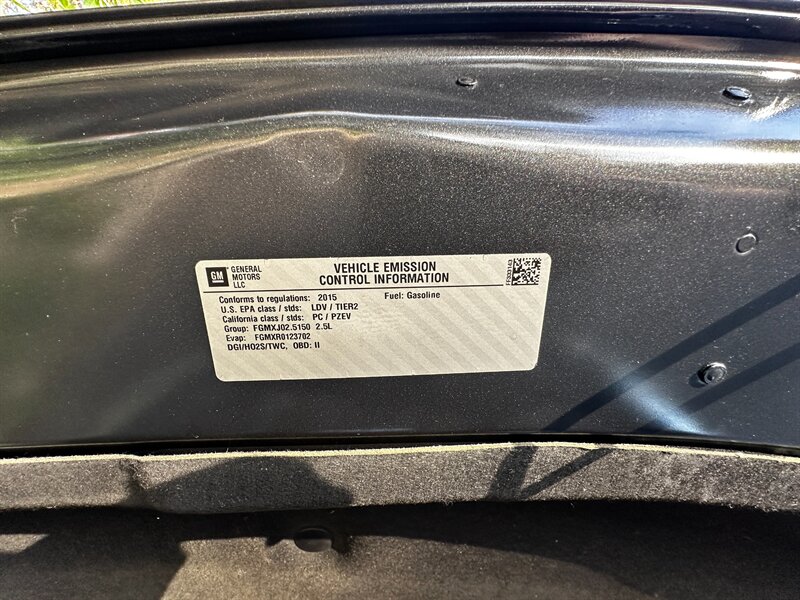 GM
GENERAL
MOTORS
LLC
VEHICLE EMISSION
CONTROL INFORMATION
Conforms to regulations: 2015 Fuel: Gasoline
U.S. EPA class / stds: LDV / TIER2
California class / stds: PC / PZEV
Group: FGMXJ02.5150 2.5L
Evap: FGMXR0123702
DGI/HO2S/TWC, OBD: II